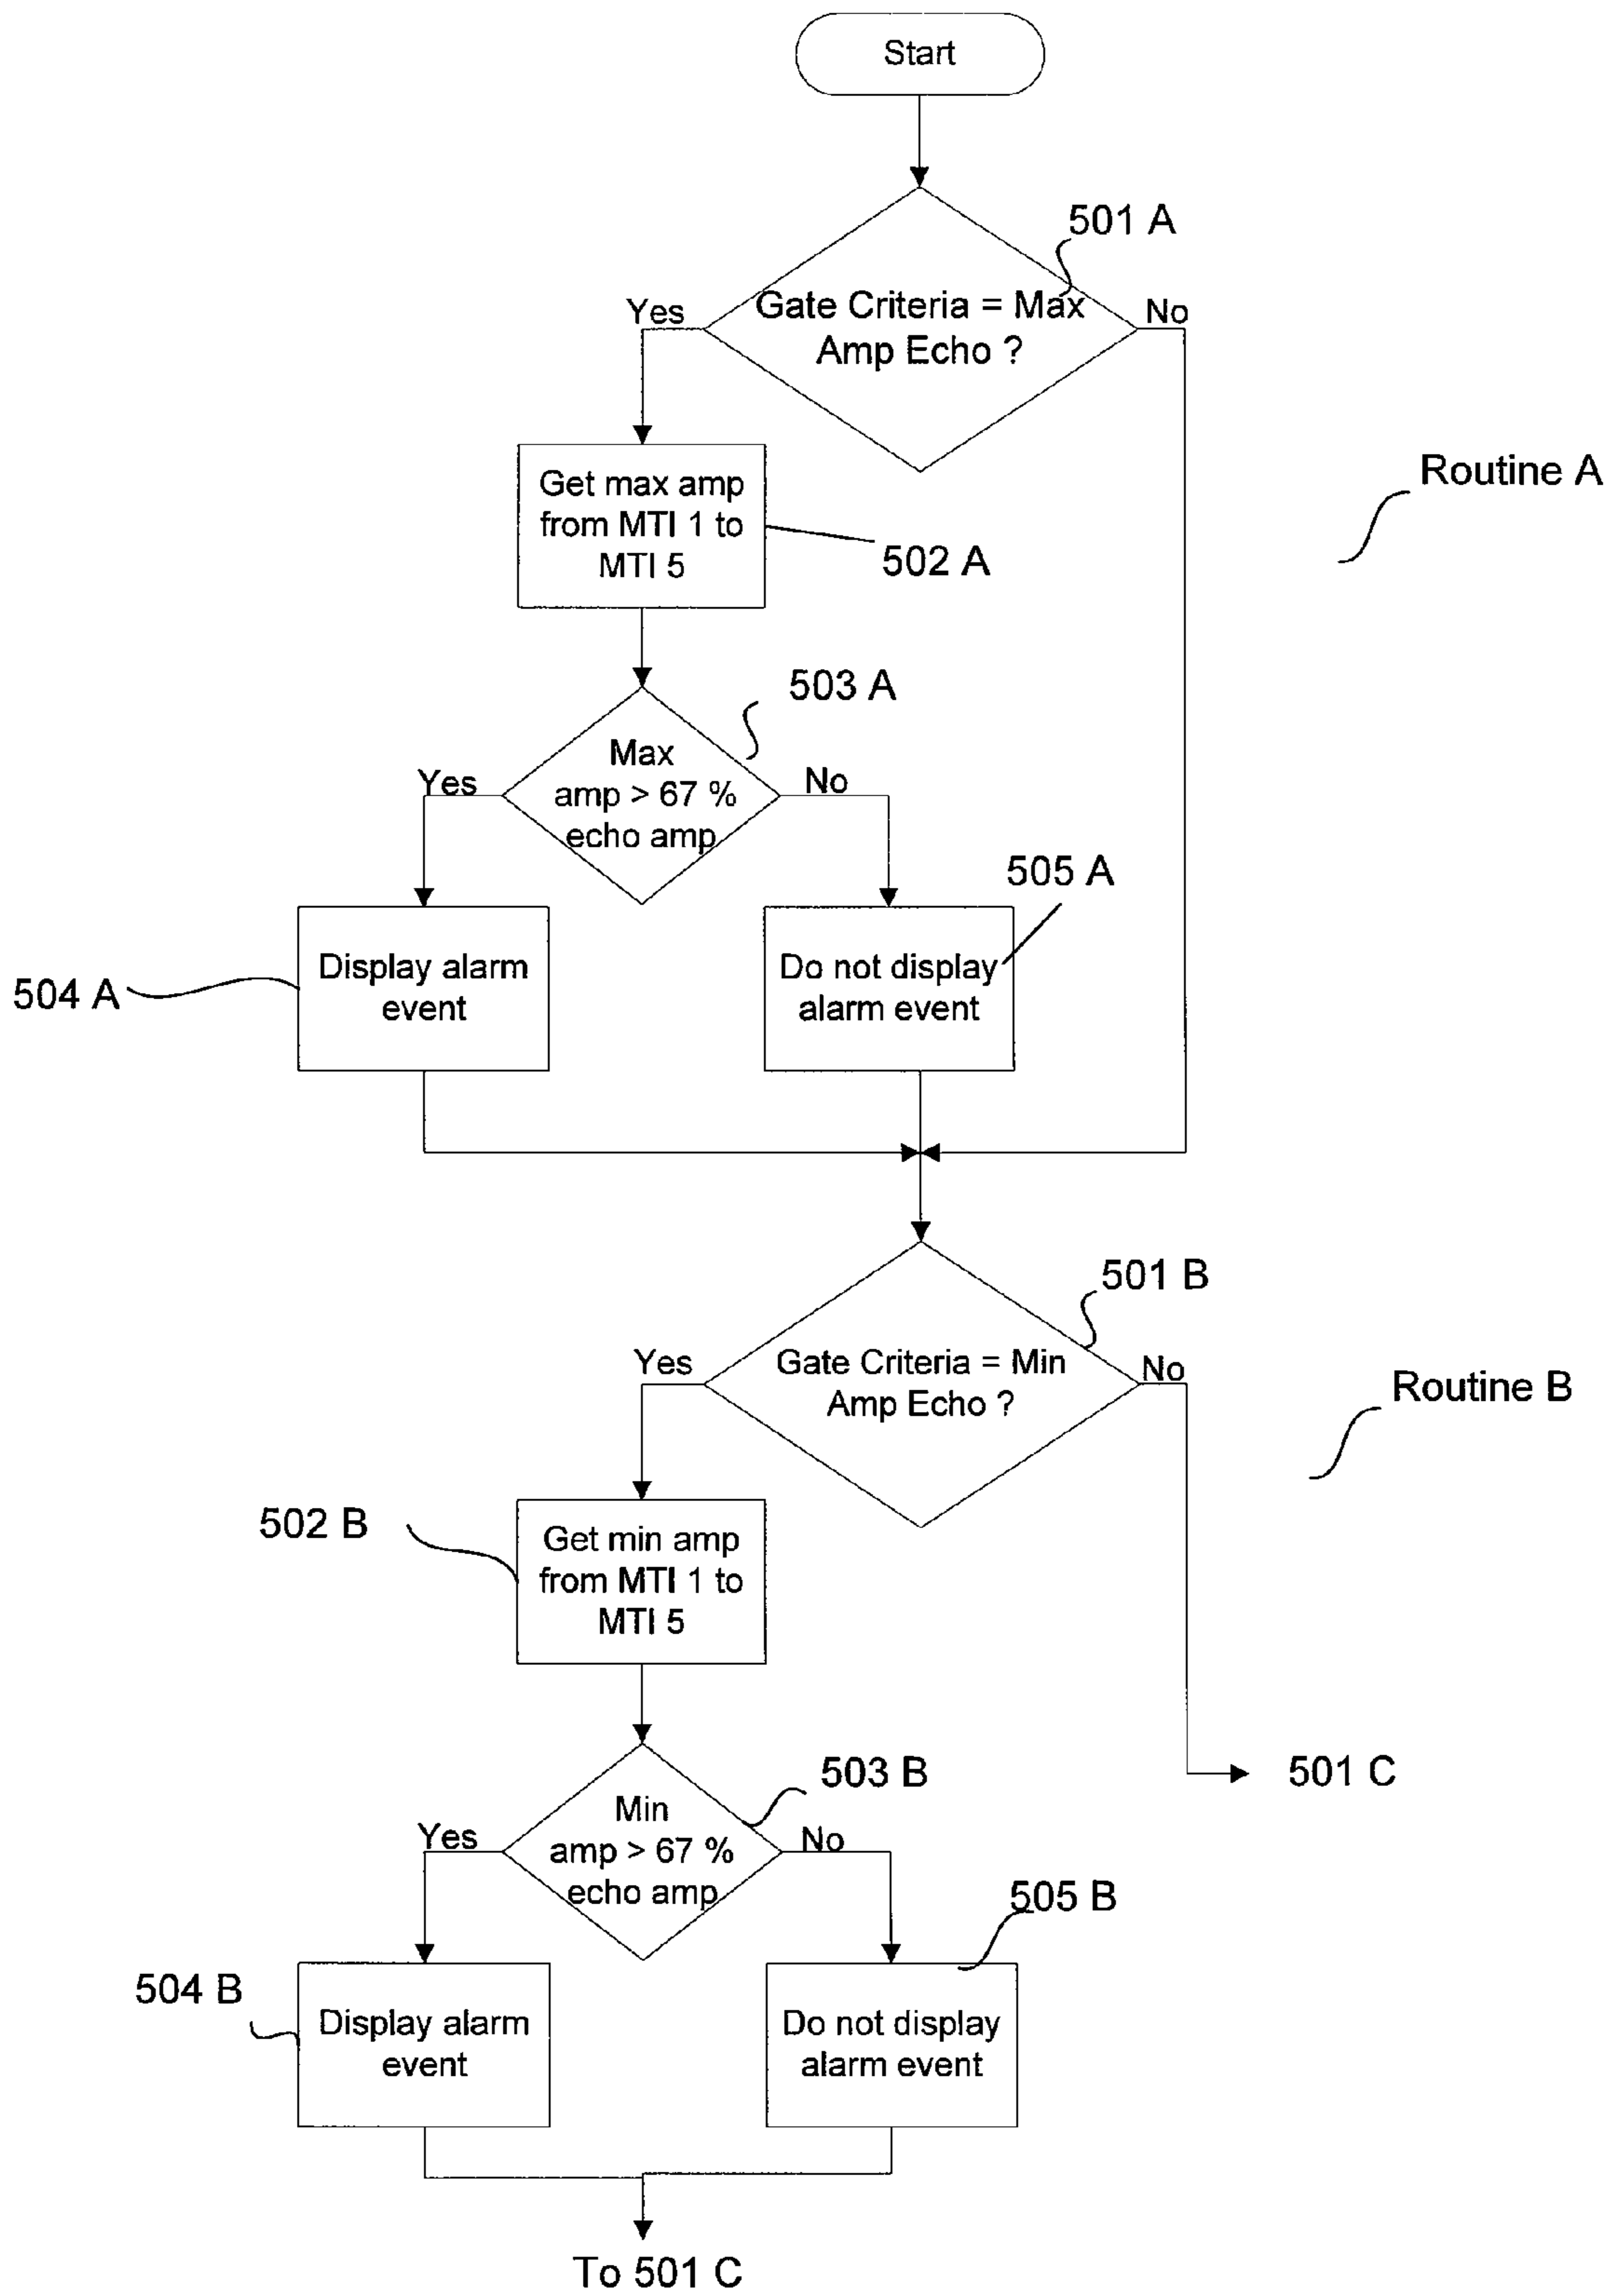 Start
501 A
Yes
Gate Criteria = Max
Amp Echo ?
No
Routine A
Get max amp
from MTI 1 to
MTI 5
502 A
503 A
Yes
Max
amp > 67 %
echo amp
No
505 A
504 A
Display alarm
event
Do not display
alarm event
501 B
Yes
Gate Criteria = Min
Amp Echo ?
No
Routine B
502 B
Get min amp
from MTI 1 to
MTI 5
503 B
501 C
Yes
Min
amp > 67 %
echo amp
No
505 B
504 B
Display alarm
event
Do not display
alarm event
To 501 C